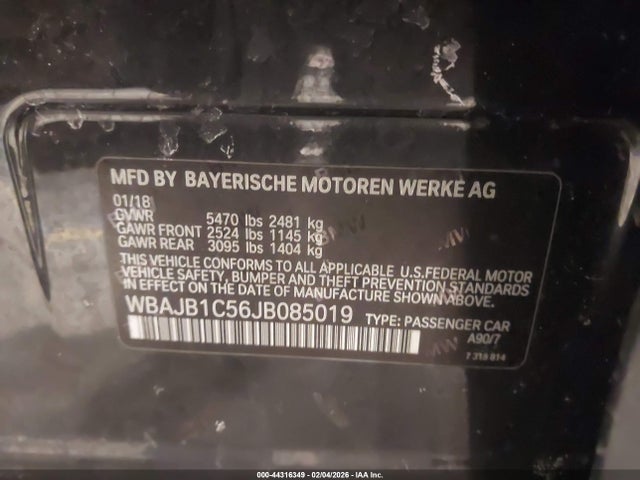 MFD BY BAYERISCHE MOTOREN WERKE AG
01/18
GVWR 5470 lbs 2481 kg
GAWR FRONT 2524 lbs 1145 kg
GAWR REAR 3095 lbs 1404 kg
THIS VEHICLE CONFORMS TO ALL APPLICABLE U.S.FEDERAL MOTOR
VEHICLE SAFETY, BUMPER AND THEFT PREVENTION STANDARDS
IN EFFECT ON THE DATE OF MANUFACTURE SHOWN ABOVE.
WBAJB1C56JB085019 TYPE: PASSENGER CAR
A90/7
7 319 814
000-44316349 - 02/04/2026 - IAA Inc.